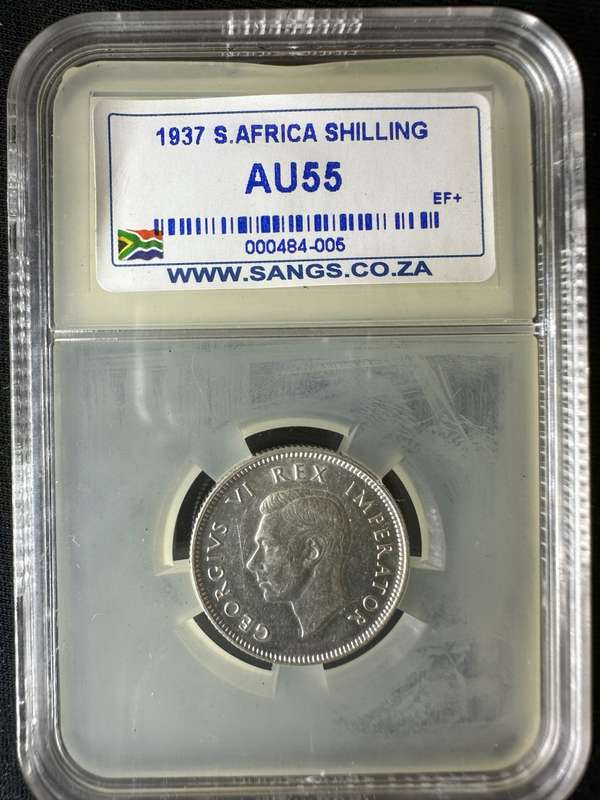 1937 S.AFRICA SHILLING
AU55
EF+
000484-005
WWW.SANGS.CO.ZA
GEORGIVS VI REX IMPERATOR